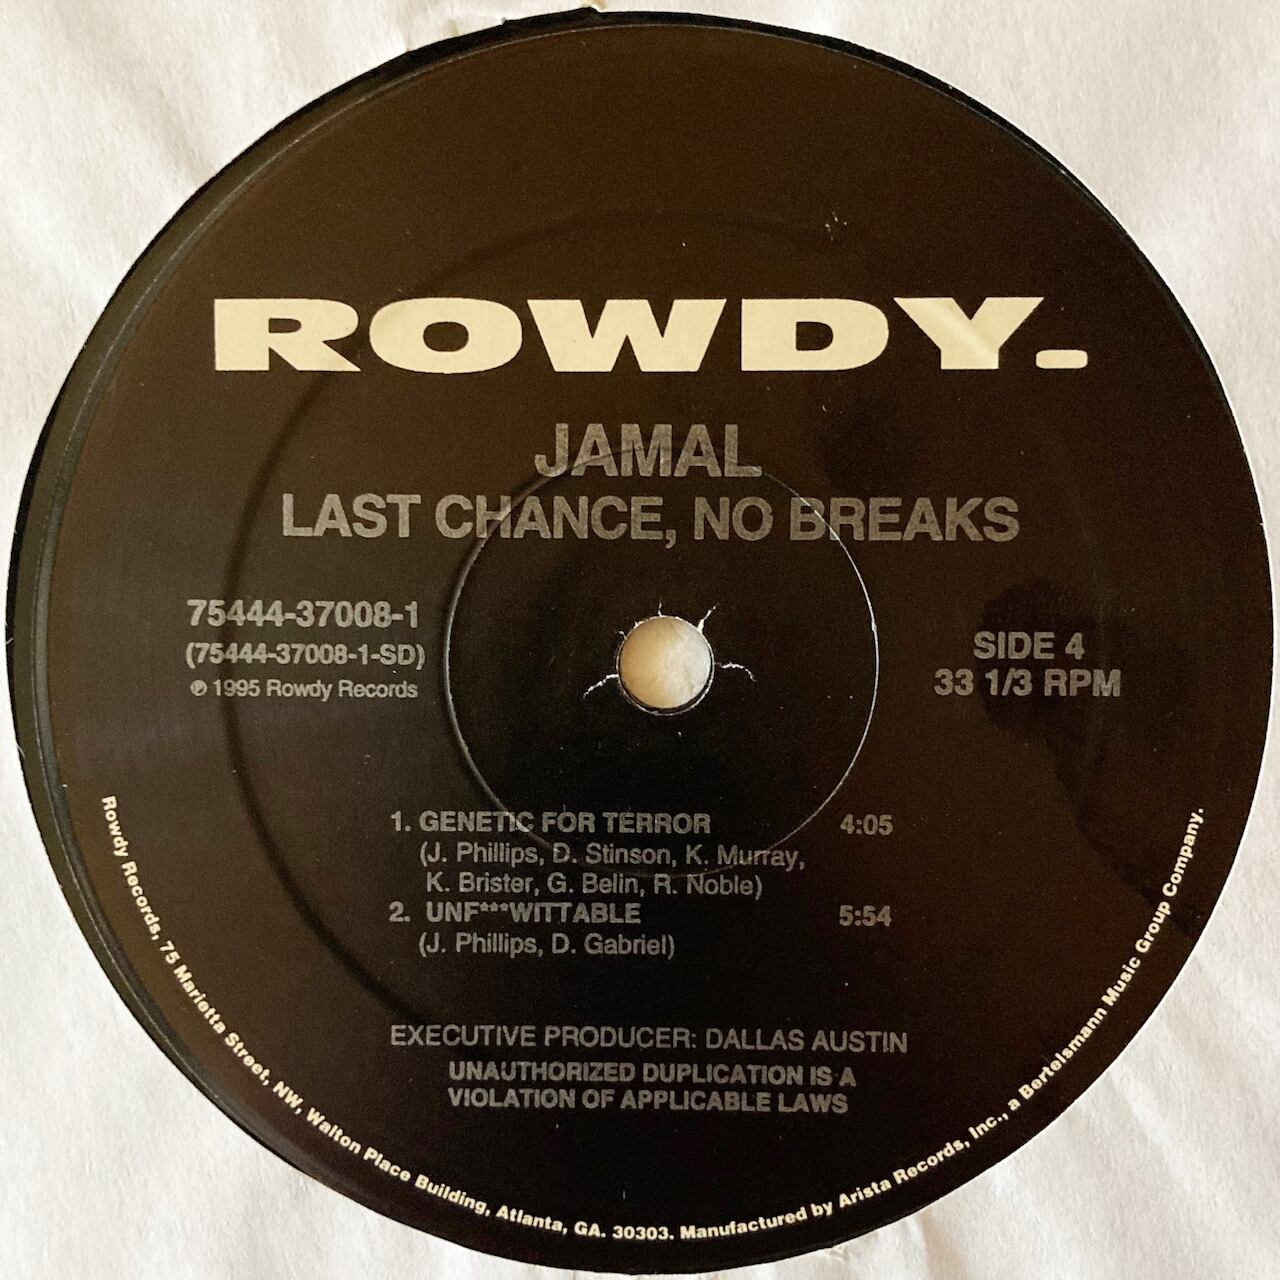 ROWDY.
JAMAL
LAST CHANCE, NO BREAKS
75444-37008-1
(75444-37008-1-SD)
℗ 1995 Rowdy Records
SIDE 4
33 1/3 RPM
1. GENETIC FOR TERROR 4:05
(J. Phillips, D. Stinson, K. Murray,
K. Brister, G. Belin, R. Noble)
2. UNF***WITTABLE 5:54
(J. Phillips, D. Gabriel)
EXECUTIVE PRODUCER: DALLAS AUSTIN
UNAUTHORIZED DUPLICATION IS A
VIOLATION OF APPLICABLE LAWS
Rowdy Records, 75 Marietta Street, NW, Walton Place Building, Atlanta, GA. 30303. Manufactured by Arista Records, Inc., a Bertelsmann Music Group Company.